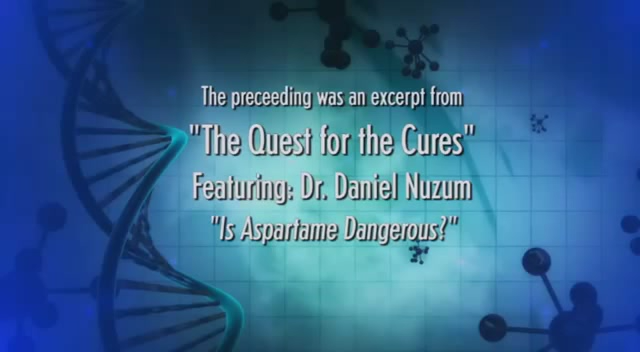 The preceeding was an excerpt from
"The Quest for the Cures"
Featuring: Dr. Daniel Nuzum
"Is Aspartame Dangerous?"